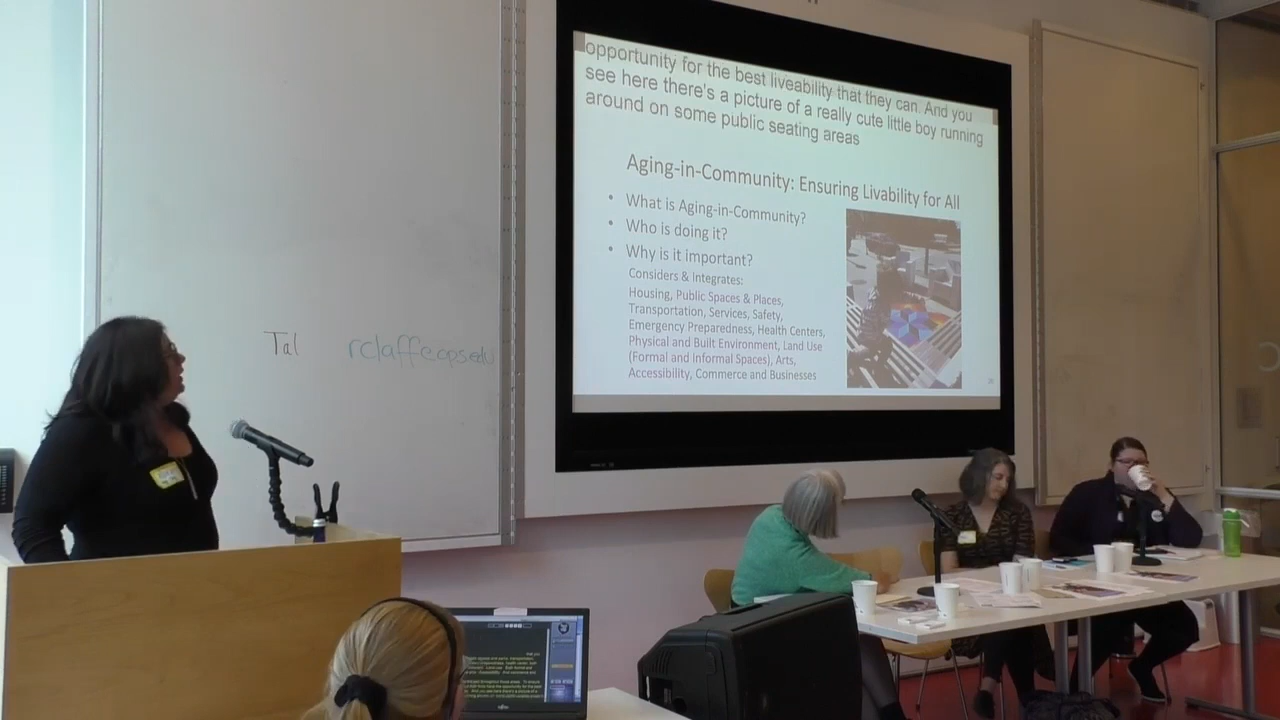 opportunity for the best liveability that they can. And you
see here there's a picture of a really cute little boy running
around on some public seating areas
Aging-in-Community: Ensuring Livability for All
• What is Aging-in-Community?
• Who is doing it?
• Why is it important?
Considers & Integrates:
Housing, Public Spaces & Places,
Transportation, Services, Safety,
Emergency Preparedness, Health Centers,
Physical and Built Environment, Land Use
(Formal and Informal Spaces), Arts,
Accessibility, Commerce and Businesses
Tal